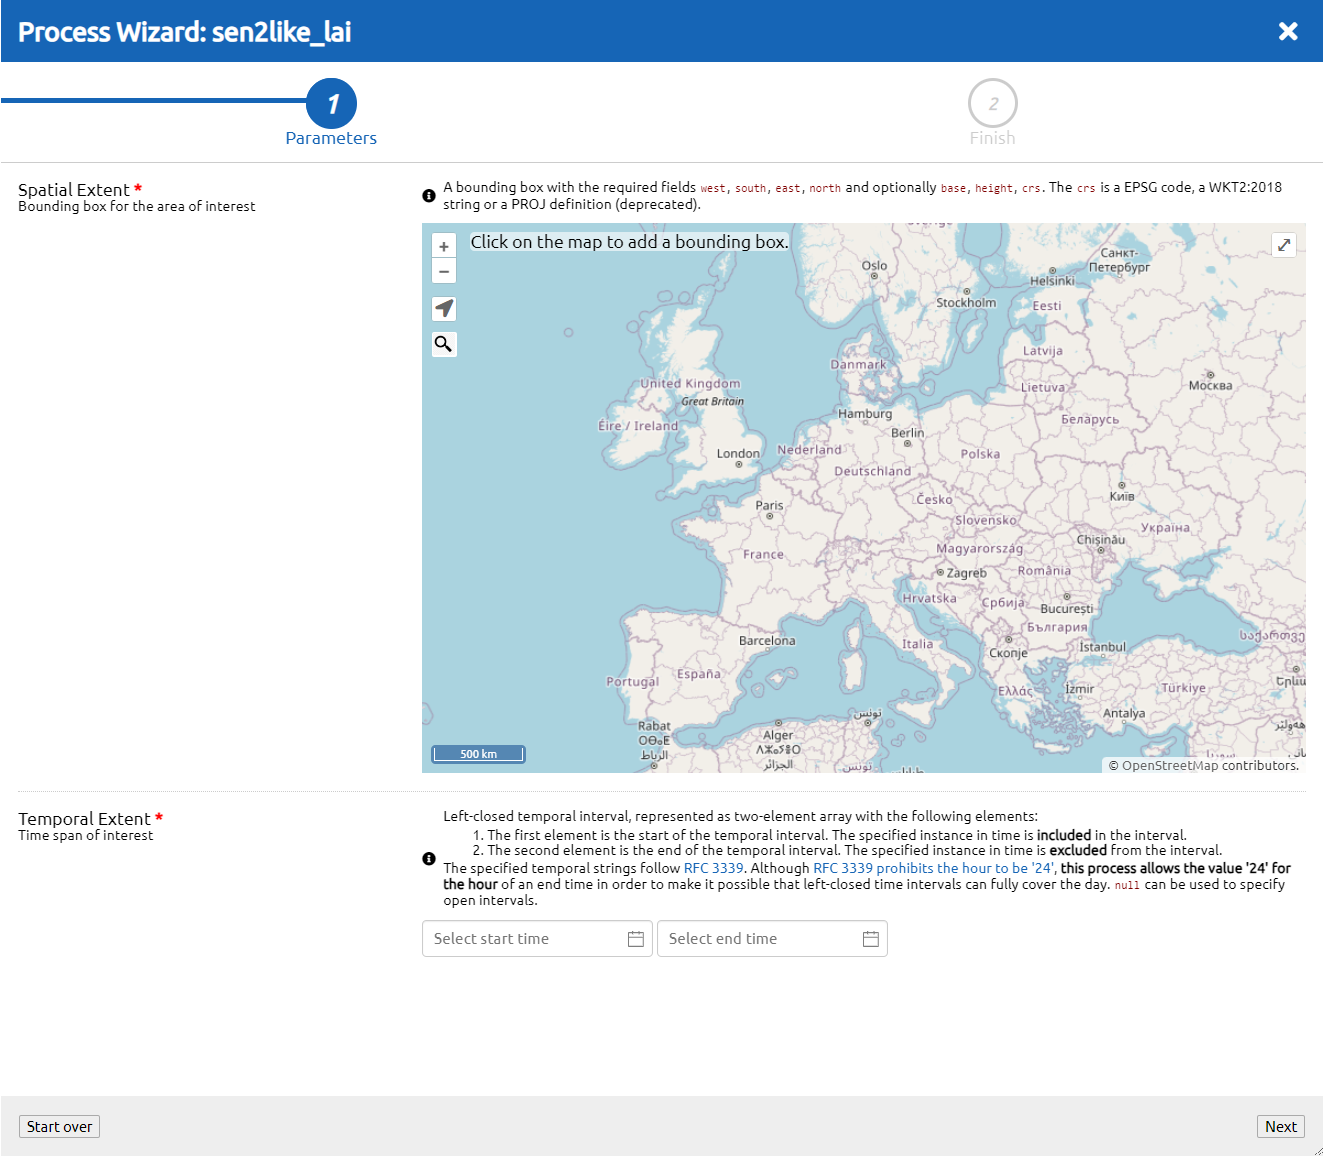 Process Wizard: sen2like_lai
1
Parameters
2
Finish
Spatial Extent *
Bounding box for the area of interest
A bounding box with the required fields west, south, east, north and optionally base, height, crs. The crs is a EPSG code, a WKT2:2018
string or a PROJ definition (deprecated).
+
−
Click on the map to add a bounding box.
Oslo
Stockholm
Helsinki
Санкт-
Петербург
Eesti
Latvija
Lietuva
Москва
Danmark
United Kingdom
Great Britain
Éire / Ireland
Hamburg
Berlin
Беларусь
London
Nederland
Polska
Deutschland
Česko
Київ
Paris
Slovensko
Україна
Chișinău
France
Magyarország
Zagreb
România
Hrvatska
Србија
București
България
Barcelona
Italia
Скопје
İstanbul
საქართვე
España
Portugal
Ελλάς
İzmir
Türkiye
Antalya
تونس
Rabat
ⵔⴱⴰⵟ
الرباط
Alger
الجزائر
تونس
500 km
© OpenStreetMap contributors.
Temporal Extent *
Time span of interest
Left-closed temporal interval, represented as two-element array with the following elements:
1. The first element is the start of the temporal interval. The specified instance in time is included in the interval.
2. The second element is the end of the temporal interval. The specified instance in time is excluded from the interval.
The specified temporal strings follow RFC 3339. Although RFC 3339 prohibits the hour to be '24', this process allows the value '24' for
the hour of an end time in order to make it possible that left-closed time intervals can fully cover the day. null can be used to specify
open intervals.
Select start time
Select end time
Start over
Next